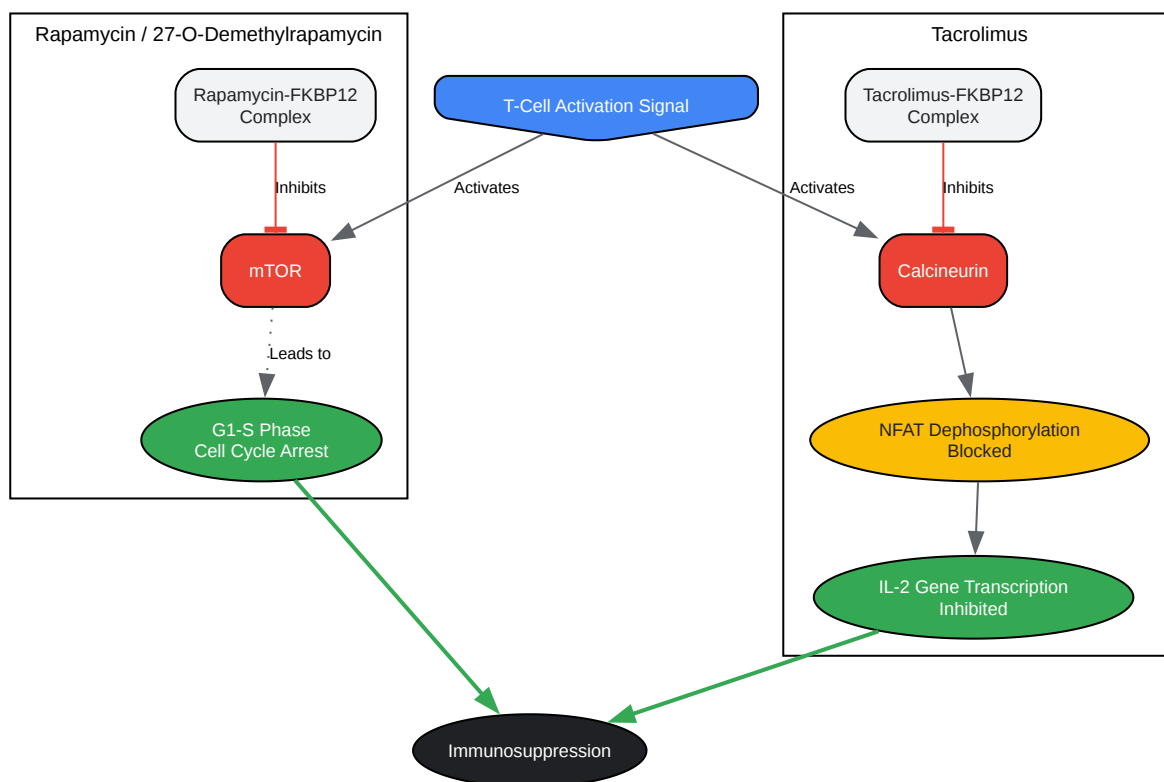 Rapamycin / 27-O-Demethylrapamycin
Tacrolimus
Rapamycin-FKBP12
Complex
T-Cell Activation Signal
Tacrolimus-FKBP12
Complex
Inhibits
Activates
Activates
Inhibits
mTOR
Calcineurin
Leads to
G1-S Phase
Cell Cycle Arrest
NFAT Dephosphorylation
Blocked
IL-2 Gene Transcription
Inhibited
Immunosuppression